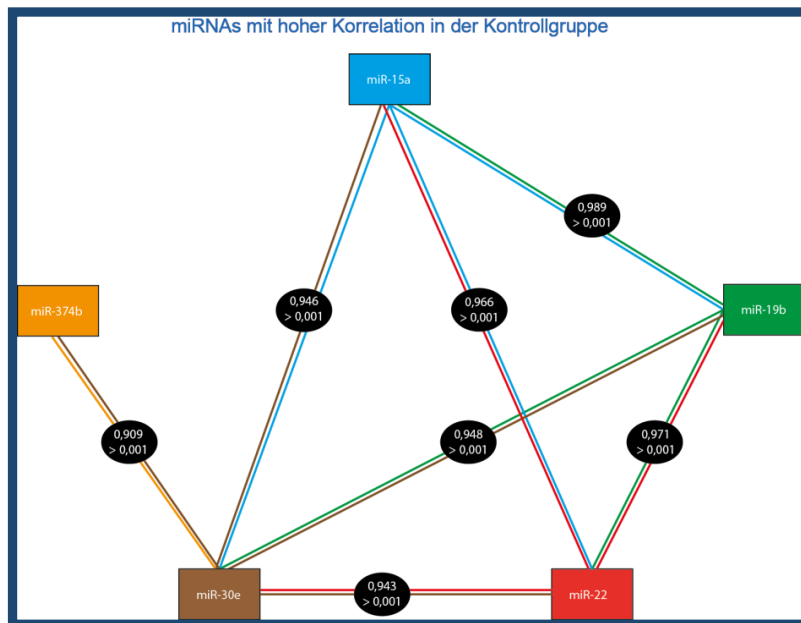 miRNAs mit hoher Korrelation in der Kontrollgruppe
miR-15a
0,989
> 0,001
miR-374b
0,946
> 0,001
0,966
> 0,001
miR-19b
0,909
> 0,001
0,948
> 0,001
0,971
> 0,001
miR-30e
0,943
> 0,001
miR-22